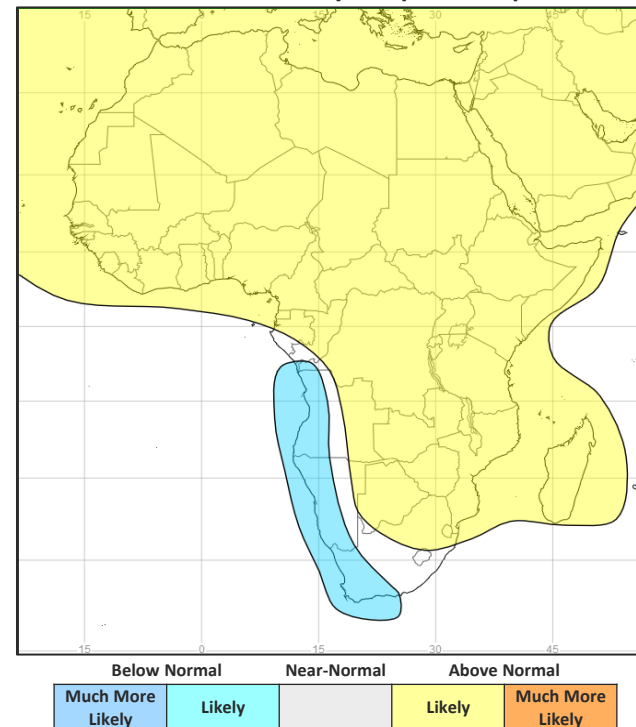 15 15 30 45
15 0 15 30 45
Below Normal Near-Normal Above Normal
Much More Likely Likely Much More
Likely Likely